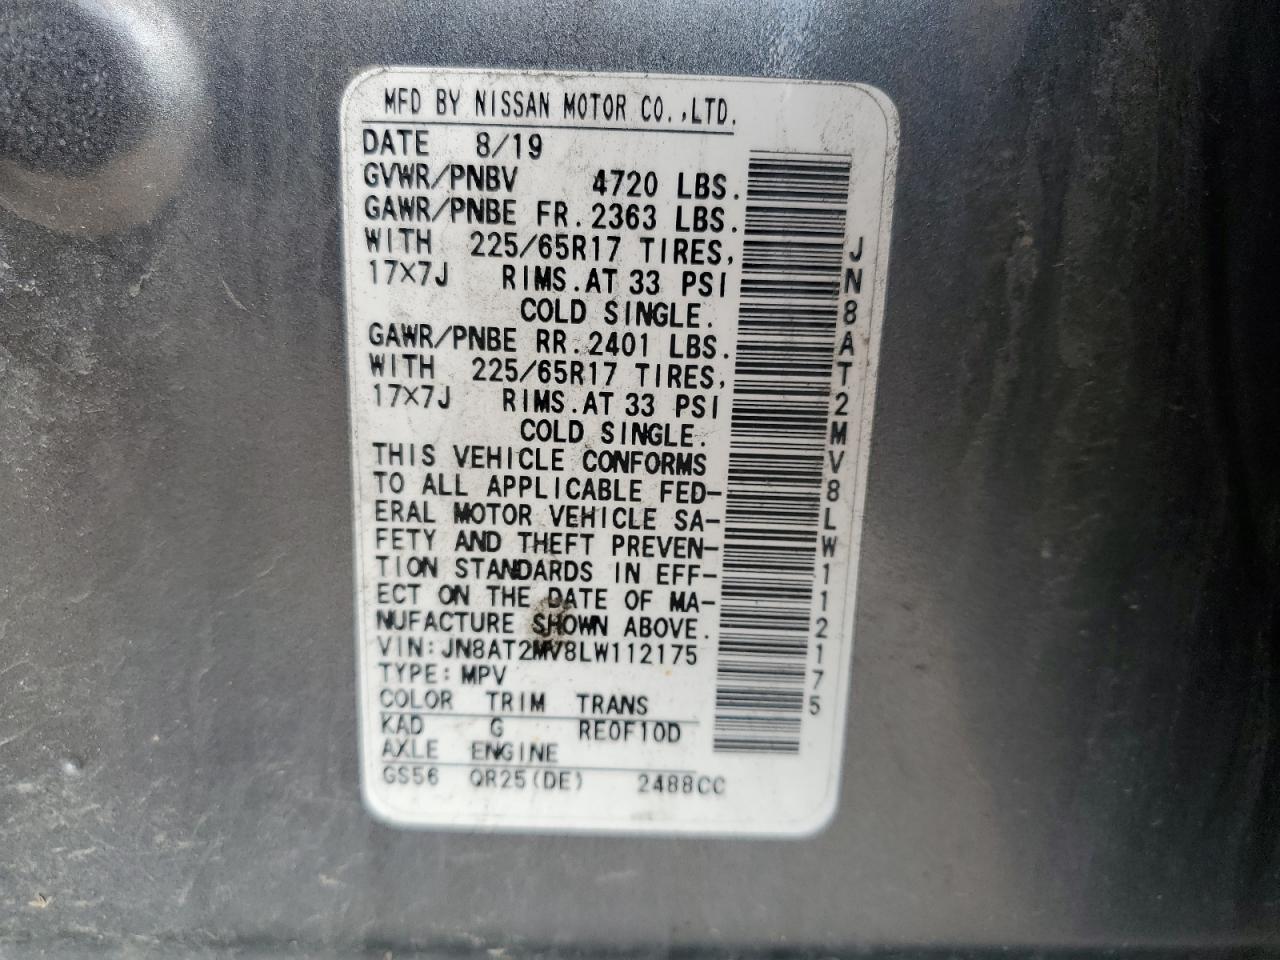 MFD BY NISSAN MOTOR CO.,LTD.
DATE 8/19
GVWR/PNBV 4720 LBS.
GAWR/PNBE FR.2363 LBS.
WITH 225/65R17 TIRES,
17X7J RIMS.AT 33 PSI
COLD SINGLE.
GAWR/PNBE RR.2401 LBS.
WITH 225/65R17 TIRES,
17X7J RIMS.AT 33 PSI
COLD SINGLE.
THIS VEHICLE CONFORMS
TO ALL APPLICABLE FED-
ERAL MOTOR VEHICLE SA-
FETY AND THEFT PREVEN-
TION STANDARDS IN EFF-
ECT ON THE DATE OF MA-
NUFACTURE SHOWN ABOVE.
VIN:JN8AT2MV8LW112175
TYPE:MPV
COLOR TRIM TRANS
KAD G RE0F10D
AXLE ENGINE
GS56 QR25(DE) 2488CC
JN8AT2MV8LW112175